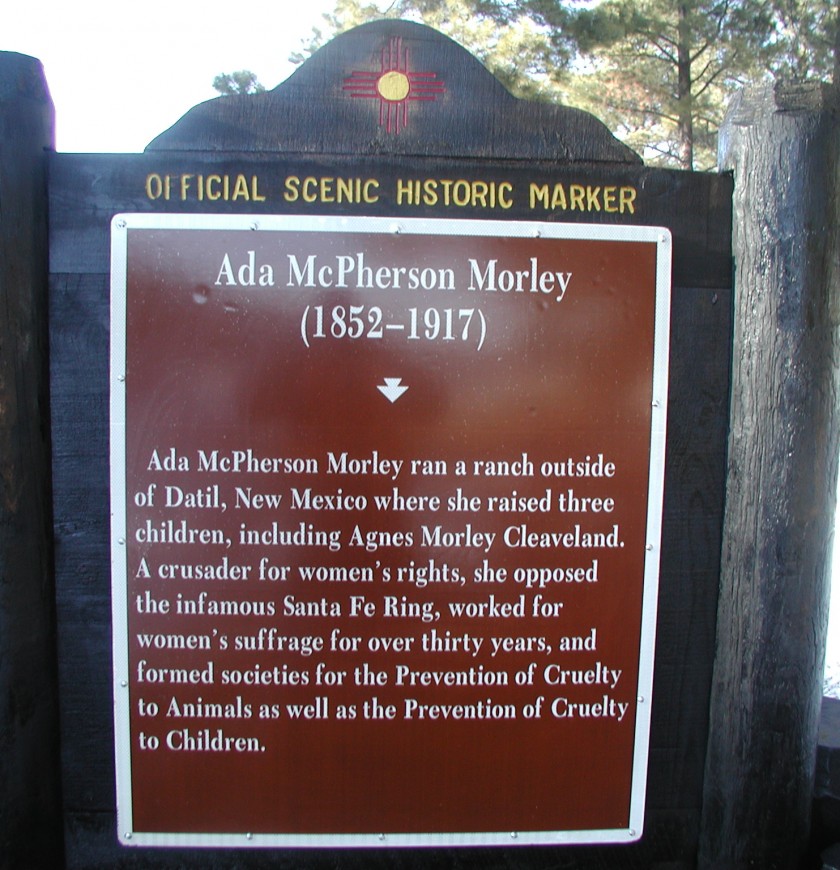 OFFICIAL SCENIC HISTORIC MARKER
Ada McPherson Morley
(1852–1917)
Ada McPherson Morley ran a ranch outside
of Datil, New Mexico where she raised three
children, including Agnes Morley Cleaveland.
A crusader for women's rights, she opposed
the infamous Santa Fe Ring, worked for
women's suffrage for over thirty years, and
formed societies for the Prevention of Cruelty
to Animals as well as the Prevention of Cruelty
to Children.